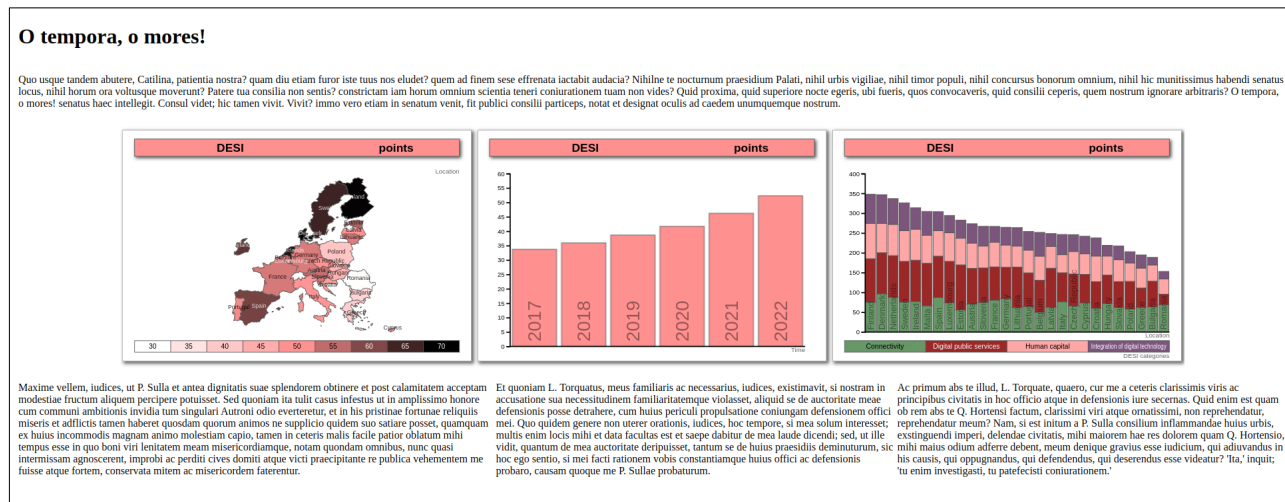 O tempora, o mores!
Quo usque tandem abutere, Catilina, patientia nostra? quam diu etiam furor iste tuus nos eludet? quem ad finem sese effrenata iactabit audacia? Nihilne te nocturnum praesidium Palati, nihil urbis vigiliae, nihil timor populi, nihil concursus bonorum omnium, nihil hic munitissimus habendi senatus
locus, nihil horum ora voltusque moverunt? Patere tua consilia non sentis? constrictam iam horum omnium scientia teneri coniurationem tuam non vides? Quid proxima, quid superiore nocte egeris, ubi fueris, quos convocaveris, quid consilii ceperis, quem nostrum ignorare arbitraris? O tempora,
o mores! senatus haec intellegit. Consul videt; hic tamen vivit. Vivit? immo vero etiam in senatum venit, fit publici consilii particeps, notat et designat oculis ad caedem unumquemque nostrum.
DESI points
Location
Poland
Germany
France
Romania
Bulgaria
Italy
Spain
Portugal
Greece
Cyprus
30 35 40 45 50 55 60 65 70
DESI points
60
55
50
45
40
35
30
25
20
15
10
5
0
2017 2018 2019 2020 2021 2022
Time
DESI points
400
350
300
250
200
150
100
50
0
Location
Connectivity Digital public services Human capital Integration of digital technology
DESI categories
Maxime vellem, iudices, ut P. Sulla et antea dignitatis suae splendorem obtinere et post calamitatem acceptam
modestiae fructum aliquem percipere potuisset. Sed quoniam ita tulit casus infestus ut in amplissimo honore
cum communi ambitionis invidia tum singulari Autroni odio everteretur, et in his pristinae fortunae reliquiis
miseris et adflictis tamen haberet quosdam quorum animos ne supplicio quidem suo satiare posset, quamquam
ex huius incommodis magnam animo molestiam capio, tamen in ceteris malis facile patior oblatum mihi
tempus esse in quo boni viri lenitatem meam misericordiamque, notam quondam omnibus, nunc quasi
intermissam agnoscerent, improbi ac perditi cives domiti atque victi praecipitante re publica vehementem me
fuisse atque fortem, conservata mitem ac misericordem faterentur.
Et quoniam L. Torquatus, meus familiaris ac necessarius, iudices, existimavit, si nostram in
accusatione sua necessitudinem familiaritatemque violasset, aliquid se de auctoritate meae
defensionis posse detrahere, cum huius periculi propulsatione coniungam defensionem offici
mei. Quo quidem genere non uterer orationis, iudices, hoc tempore, si mea solum interesset;
multis enim locis mihi et data facultas est et saepe dabitur de mea laude dicendi; sed, ut ille
vidit, quantum de mea auctoritate deripuisset, tantum se de huius praesidiis deminuturum, sic
hoc ego sentio, si mei facti rationem vobis constantiamque huius offici ac defensionis
probaro, causam quoque me P. Sullae probaturum.
Ac primum abs te illud, L. Torquate, quaero, cur me a ceteris clarissimis viris ac
principibus civitatis in hoc officio atque in defensionis iure secernas. Quid enim est quam
ob rem abs te Q. Hortensi factum, clarissimi viri atque ornatissimi, non reprehendatur,
reprehendatur meum? Nam, si est initum a P. Sulla consilium inflammandae huius urbis,
exstinguendi imperi, delendae civitatis, mihi maiorem hae res dolorem quam Q. Hortensio,
mihi maius odium adferre debent, meum denique gravius esse iudicium, qui adiuvandus in
his causis, qui oppugnandus, qui defendendus, qui deserendus esse videatur? 'Ita,' inquit;
'tu enim investigasti, tu patefecisti coniurationem.'